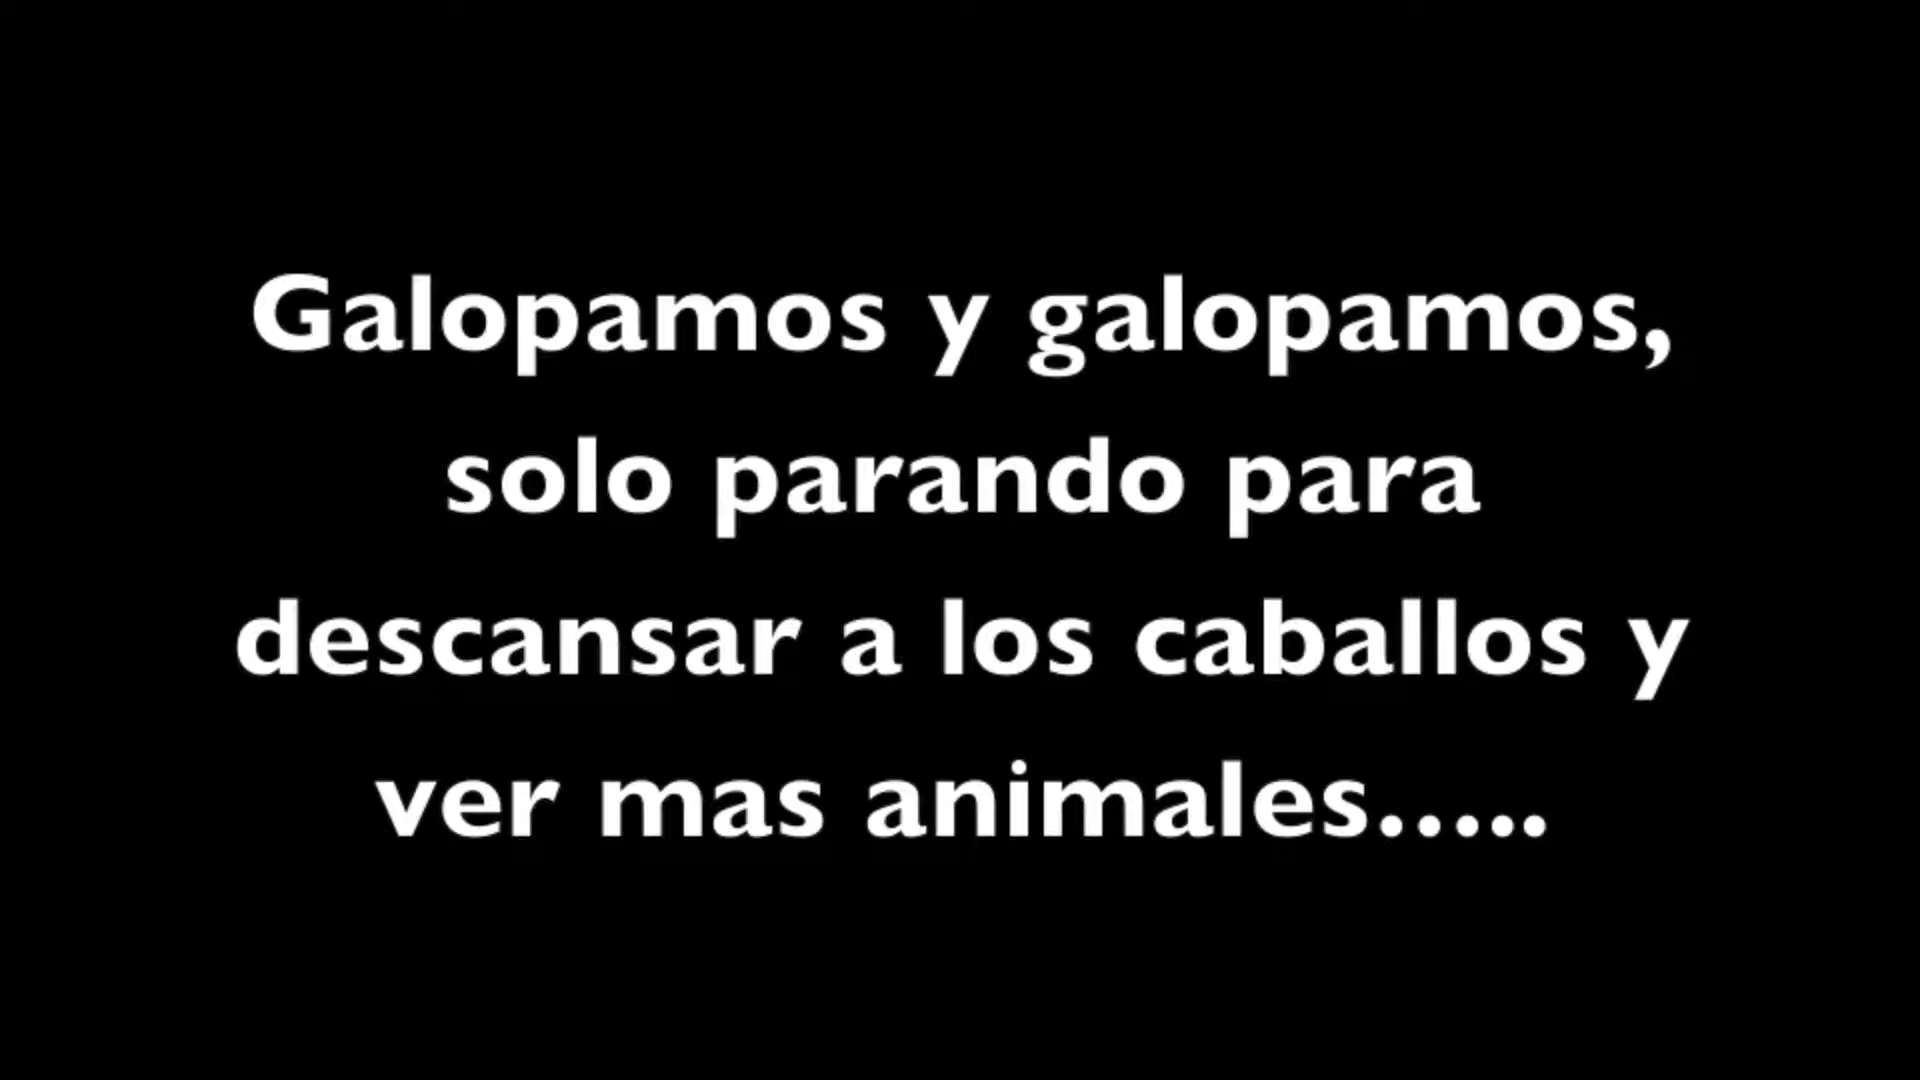 Galopamos y galopamos,
solo parando para
descansar a los caballos y
ver mas animales.....